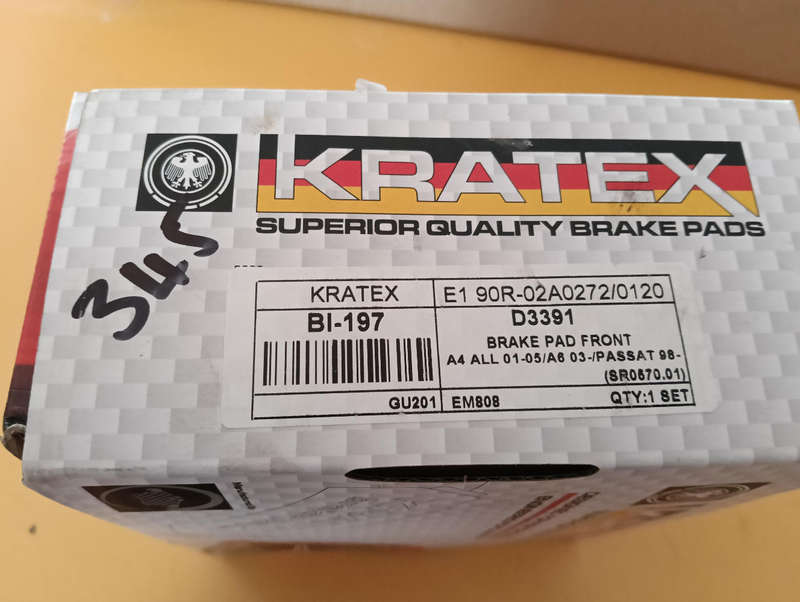 KRATEX
SUPERIOR QUALITY BRAKE PADS
345
KRATEX E1 90R-02A0272/0120
BI-197 D3391
BRAKE PAD FRONT
A4 ALL 01-05/A6 03-/PASSAT 98-
(SR0570.01)
GU201 EM808 QTY:1 SET